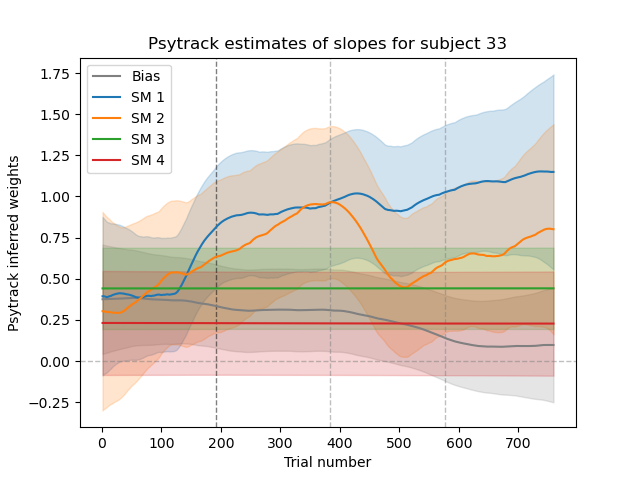 Psytrack estimates of slopes for subject 33
Psytrack inferred weights
1.75
1.50
1.25
1.00
0.75
0.50
0.25
0.00
−0.25
Bias
SM 1
SM 2
SM 3
SM 4
0 100 200 300 400 500 600 700
Trial number